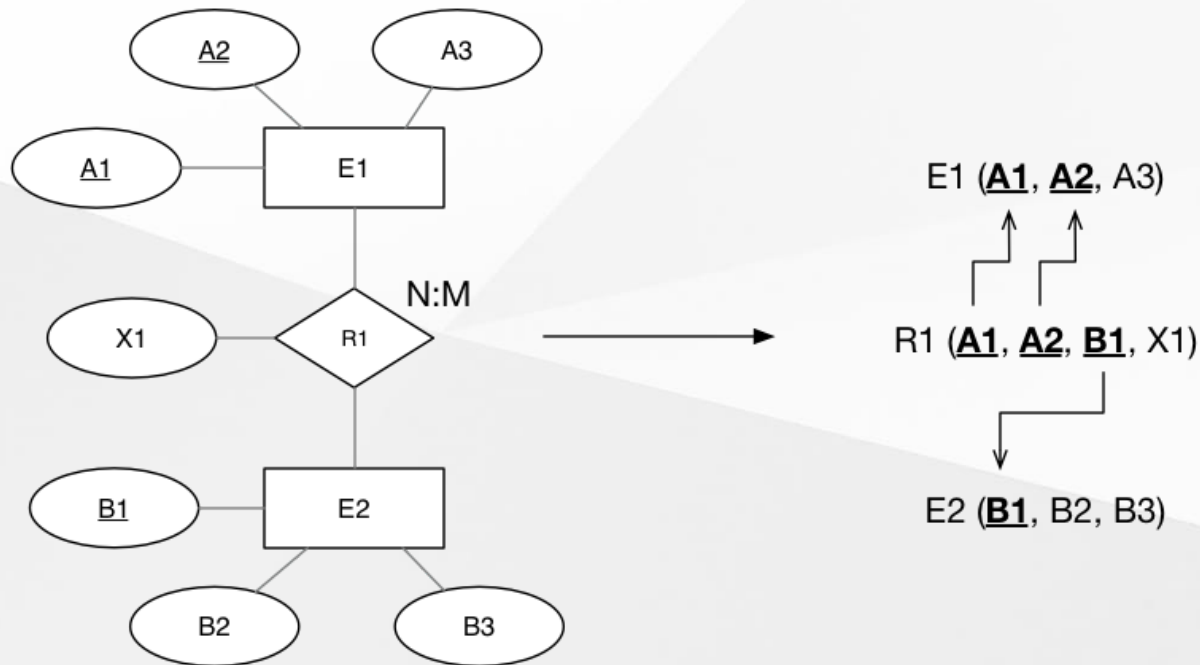 A2
A3
A1
E1
E1 (A1, A2, A3)
N:M
X1
R1
R1 (A1, A2, B1, X1)
B1
E2
E2 (B1, B2, B3)
B2
B3